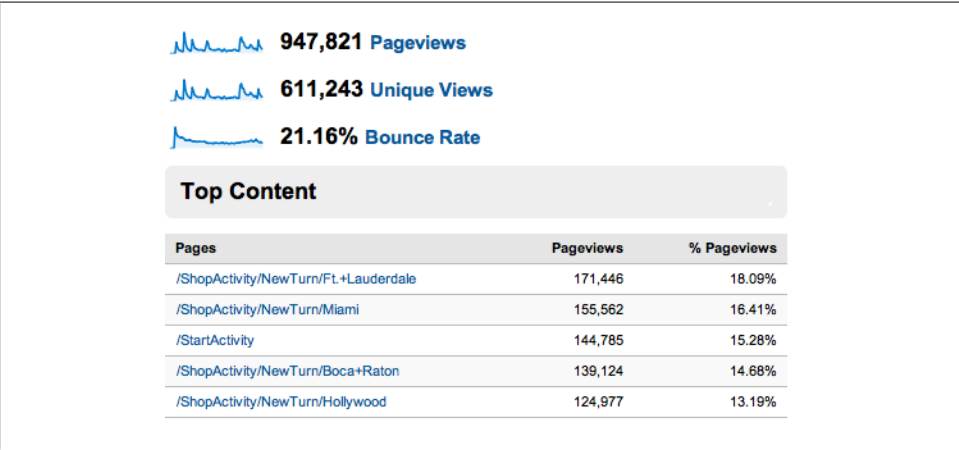 947,821 Pageviews
611,243 Unique Views
21.16% Bounce Rate
Top Content
Pages Pageviews % Pageviews
/ShopActivity/NewTurn/Ft.+Lauderdale 171,446 18.09%
/ShopActivity/NewTurn/Miami 155,562 16.41%
/StartActivity 144,785 15.28%
/ShopActivity/NewTurn/Boca+Raton 139,124 14.68%
/ShopActivity/NewTurn/Hollywood 124,977 13.19%